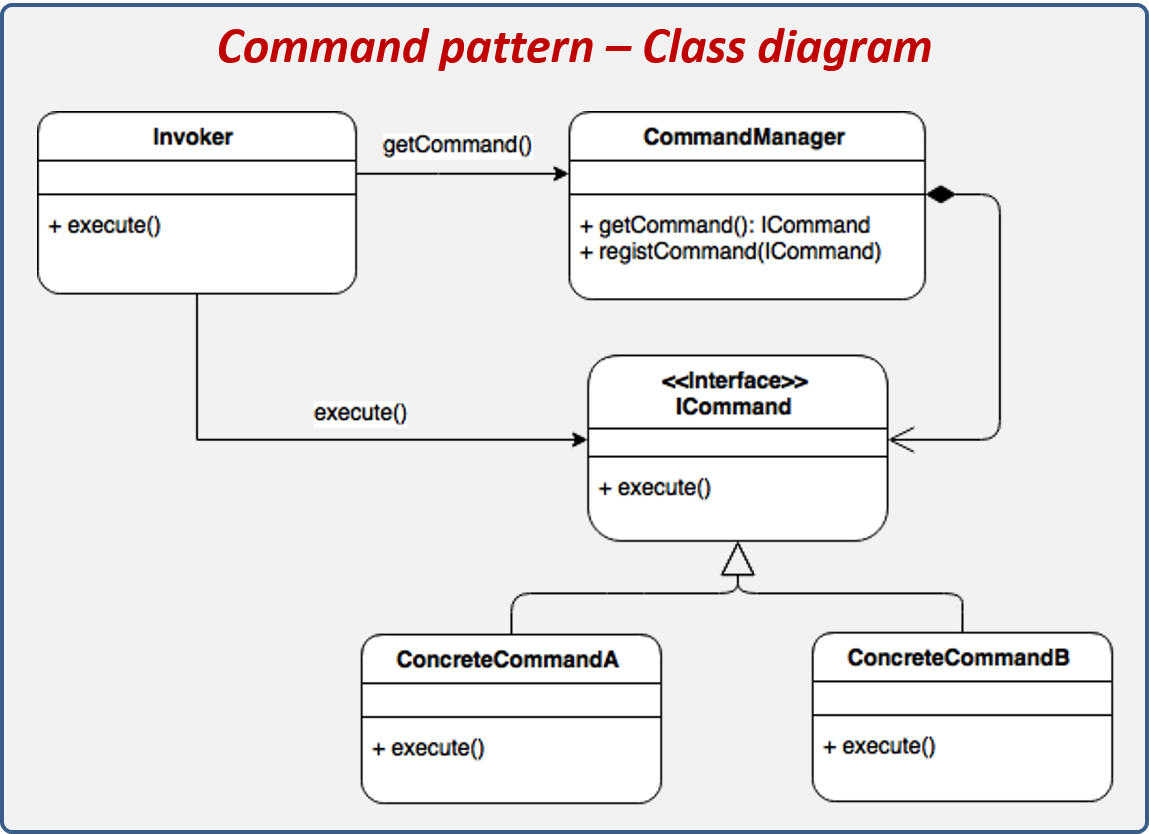 Command pattern – Class diagram
Invoker
+ execute()
getCommand()
CommandManager
+ getCommand(): ICommand
+ registCommand(ICommand)
execute()
<<Interface>>
ICommand
+ execute()
ConcreteCommandA
+ execute()
ConcreteCommandB
+ execute()